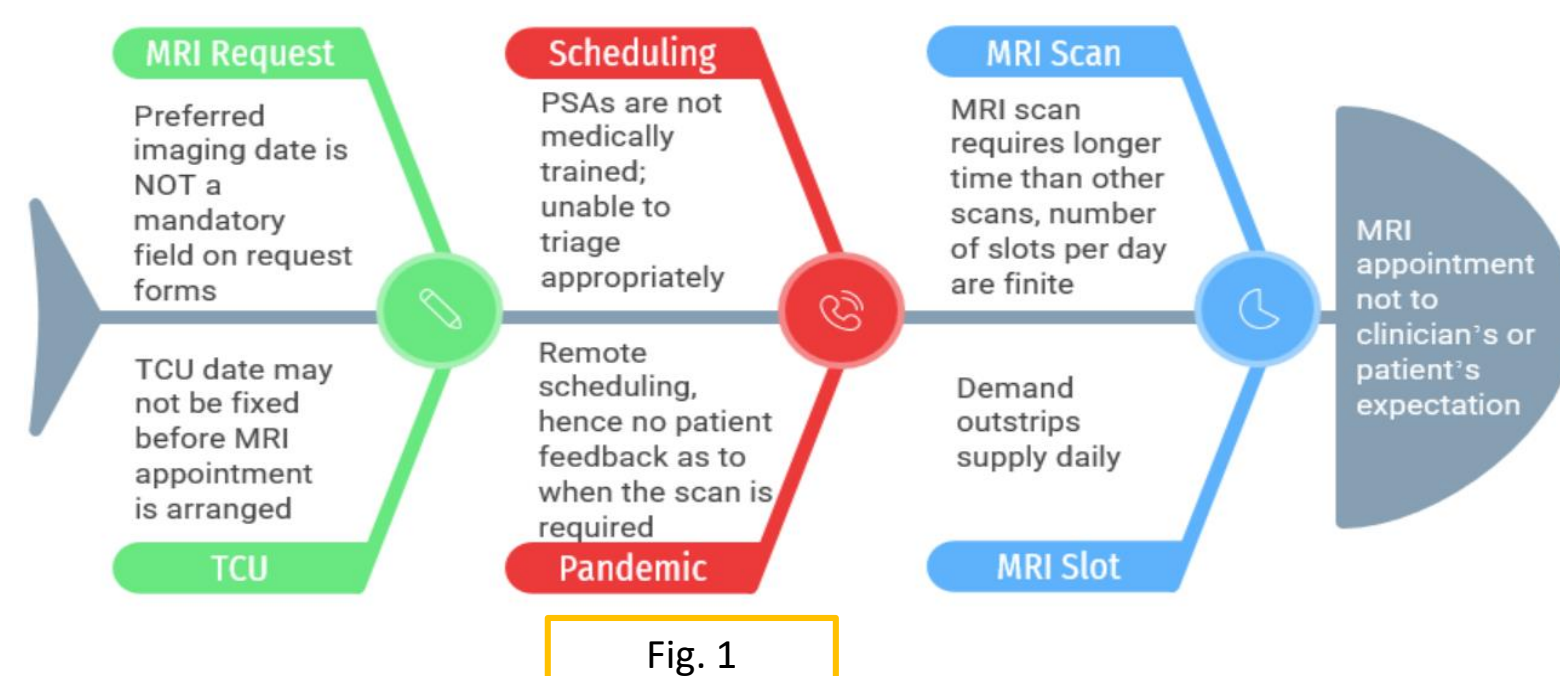 MRI Request
Preferred
imaging date is
NOT a
mandatory
field on request
forms
TCU date may
not be fixed
before MRI
appointment
is arranged
TCU
Scheduling
PSAs are not
medically
trained;
unable to
triage
appropriately
Remote
scheduling,
hence no patient
feedback as to
when the scan is
required
Pandemic
MRI Scan
MRI scan
requires longer
time than other
scans, number
of slots per day
are finite
Demand
outstrips
supply daily
MRI Slot
MRI
appointment
not to
clinician's or
patient's
expectation
Fig. 1